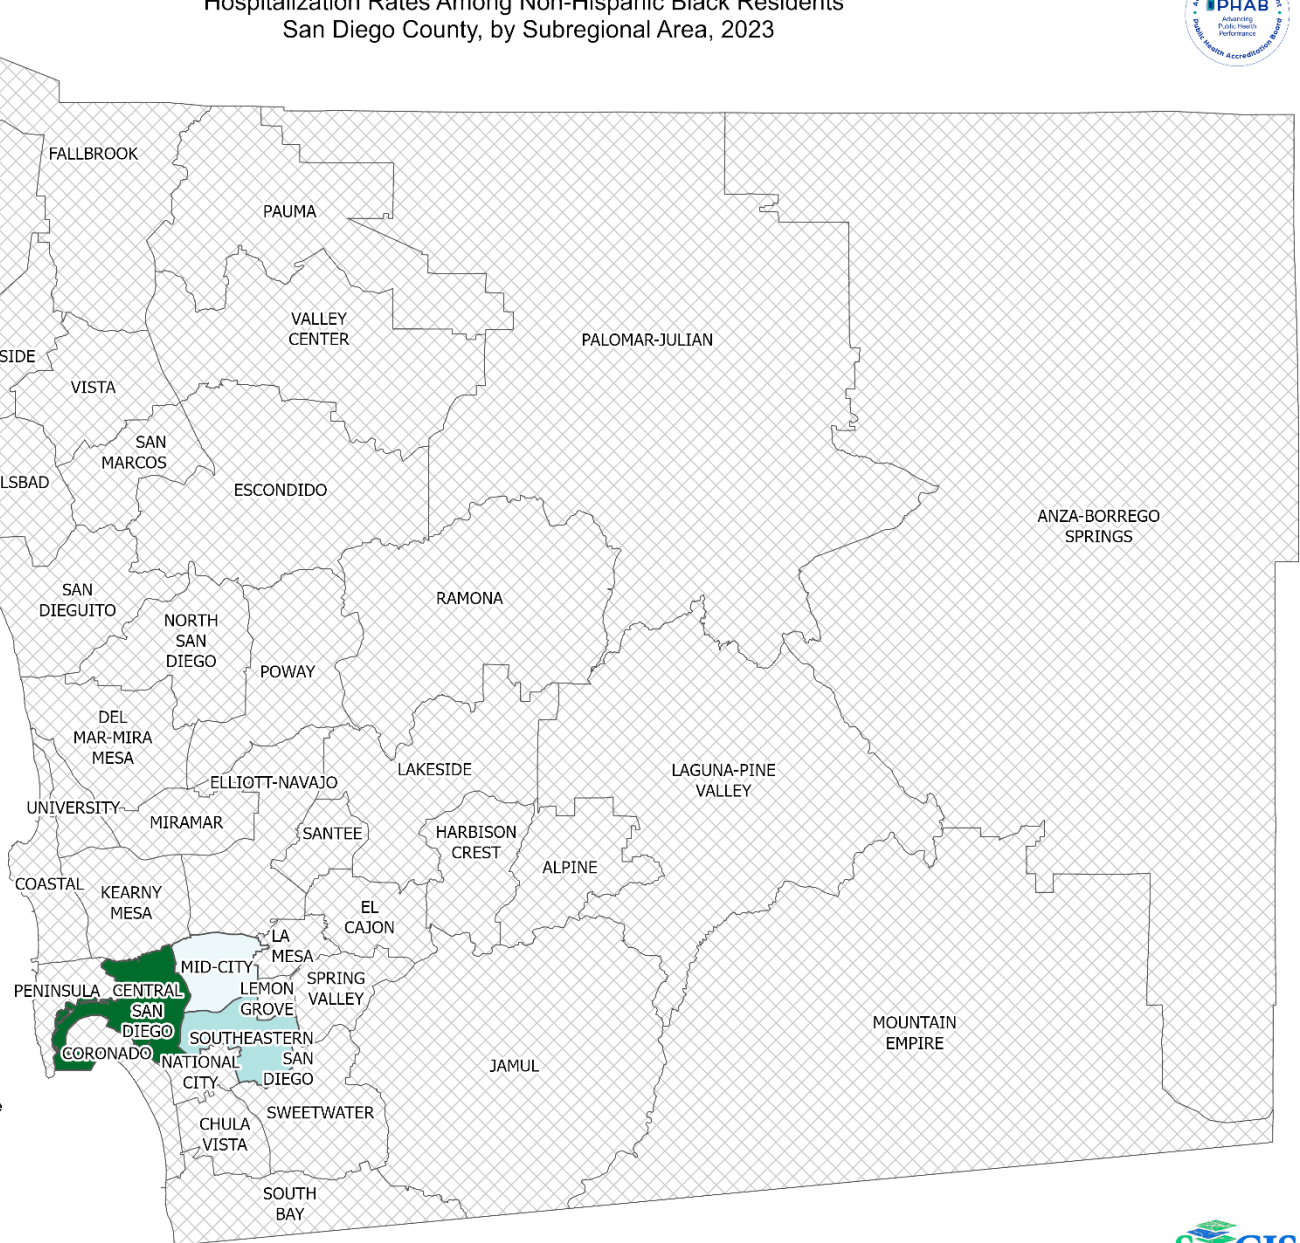 Hospitalization Rates Among Non-Hispanic Black Residents
San Diego County, by Subregional Area, 2023
PHAB
Advancing
Public Health
Performance
Public Health Accreditation Board
FALLBROOK
PAUMA
VALLEY
CENTER
PALOMAR-JULIAN
SIDE
VISTA
SAN
MARCOS
LSBAD
ESCONDIDO
ANZA-BORREGO
SPRINGS
SAN
DIEGUITO
RAMONA
NORTH
SAN
DIEGO
POWAY
DEL
MAR-MIRA
MESA
ELLIOTT-NAVAJO
LAKESIDE
LAGUNA-PINE
VALLEY
UNIVERSITY
MIRAMAR
SANTEE
HARBISON
CREST
ALPINE
COASTAL
KEARNY
MESA
EL
CAJON
LA
MESA
MID-CITY
SPRING
VALLEY
PENINSULA
CENTRAL
SAN
DIEGO
LEMON
GROVE
CORONADO
SOUTHEASTERN
SAN
DIEGO
NATIONAL
CITY
MOUNTAIN
EMPIRE
JAMUL
SWEETWATER
CHULA
VISTA
SOUTH
BAY